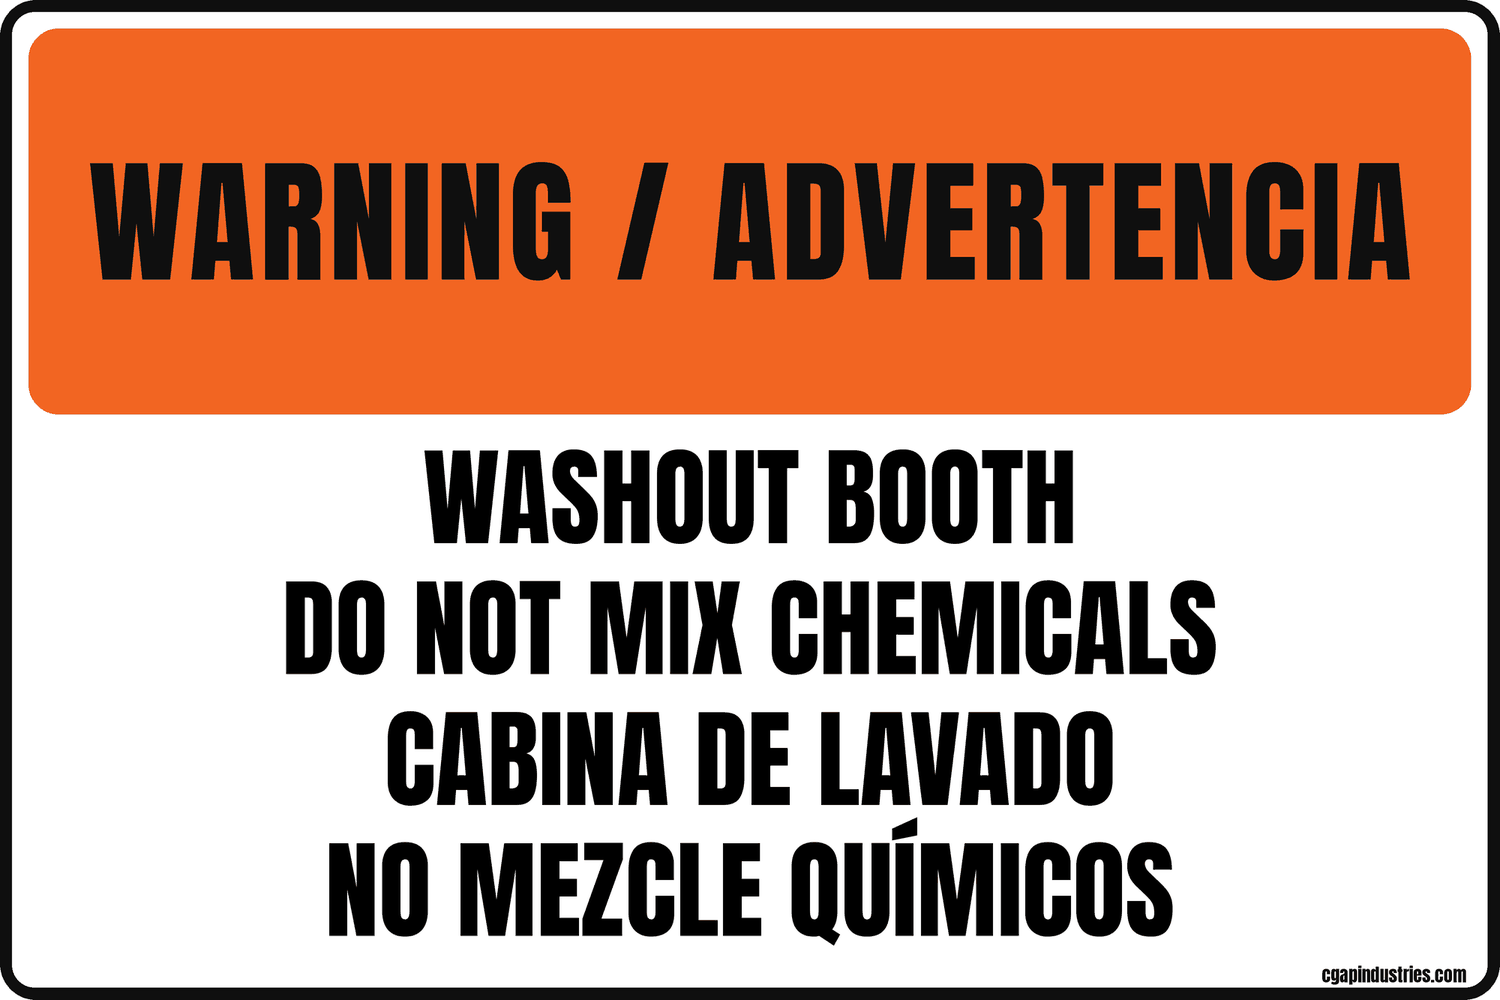 WARNING / ADVERTENCIA
WASHOUT BOOTH
DO NOT MIX CHEMICALS
CABINA DE LAVADO
NO MEZCLE QUÍMICOS
cgapindustries.com